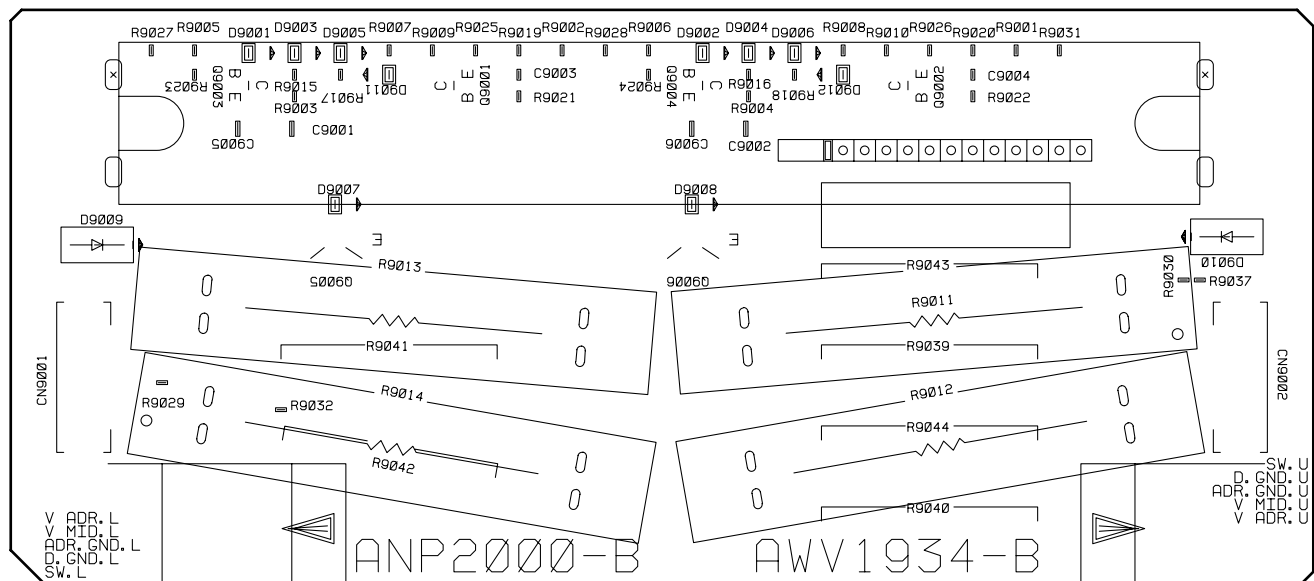 R9027 R9005 D9001 D9003 D9005 R9007 R9009 R9025 R9019 R9002 R9028 R9006 D9002 D9004 D9006 R9008 R9010 R9026 R9020 R9001 R9031
R9023 Q9003 B C E R9015 R9017 D9011 C E B Q9001 C9003 R9024 Q9004 B C E R9016 R9018 D9012 C E B Q9002 C9004
R9003 R9021 R9004 R9022
C9005 C9001 C9006 C9002
D9007 D9008
D9009 E E D9010
Q9005 R9013 Q9006 R9043 R9030 R9037
R9011
R9041 R9039
CN9001 CN9002
R9029 R9014 R9032 R9012
R9044
R9042
R9040
V ADR.L
V MID.L
ADR.GND.L
D.GND.L
SW.L
ANP2000-B AWV1934-B
SW.U
D.GND.U
ADR.GND.U
V MID.U
V ADR.U